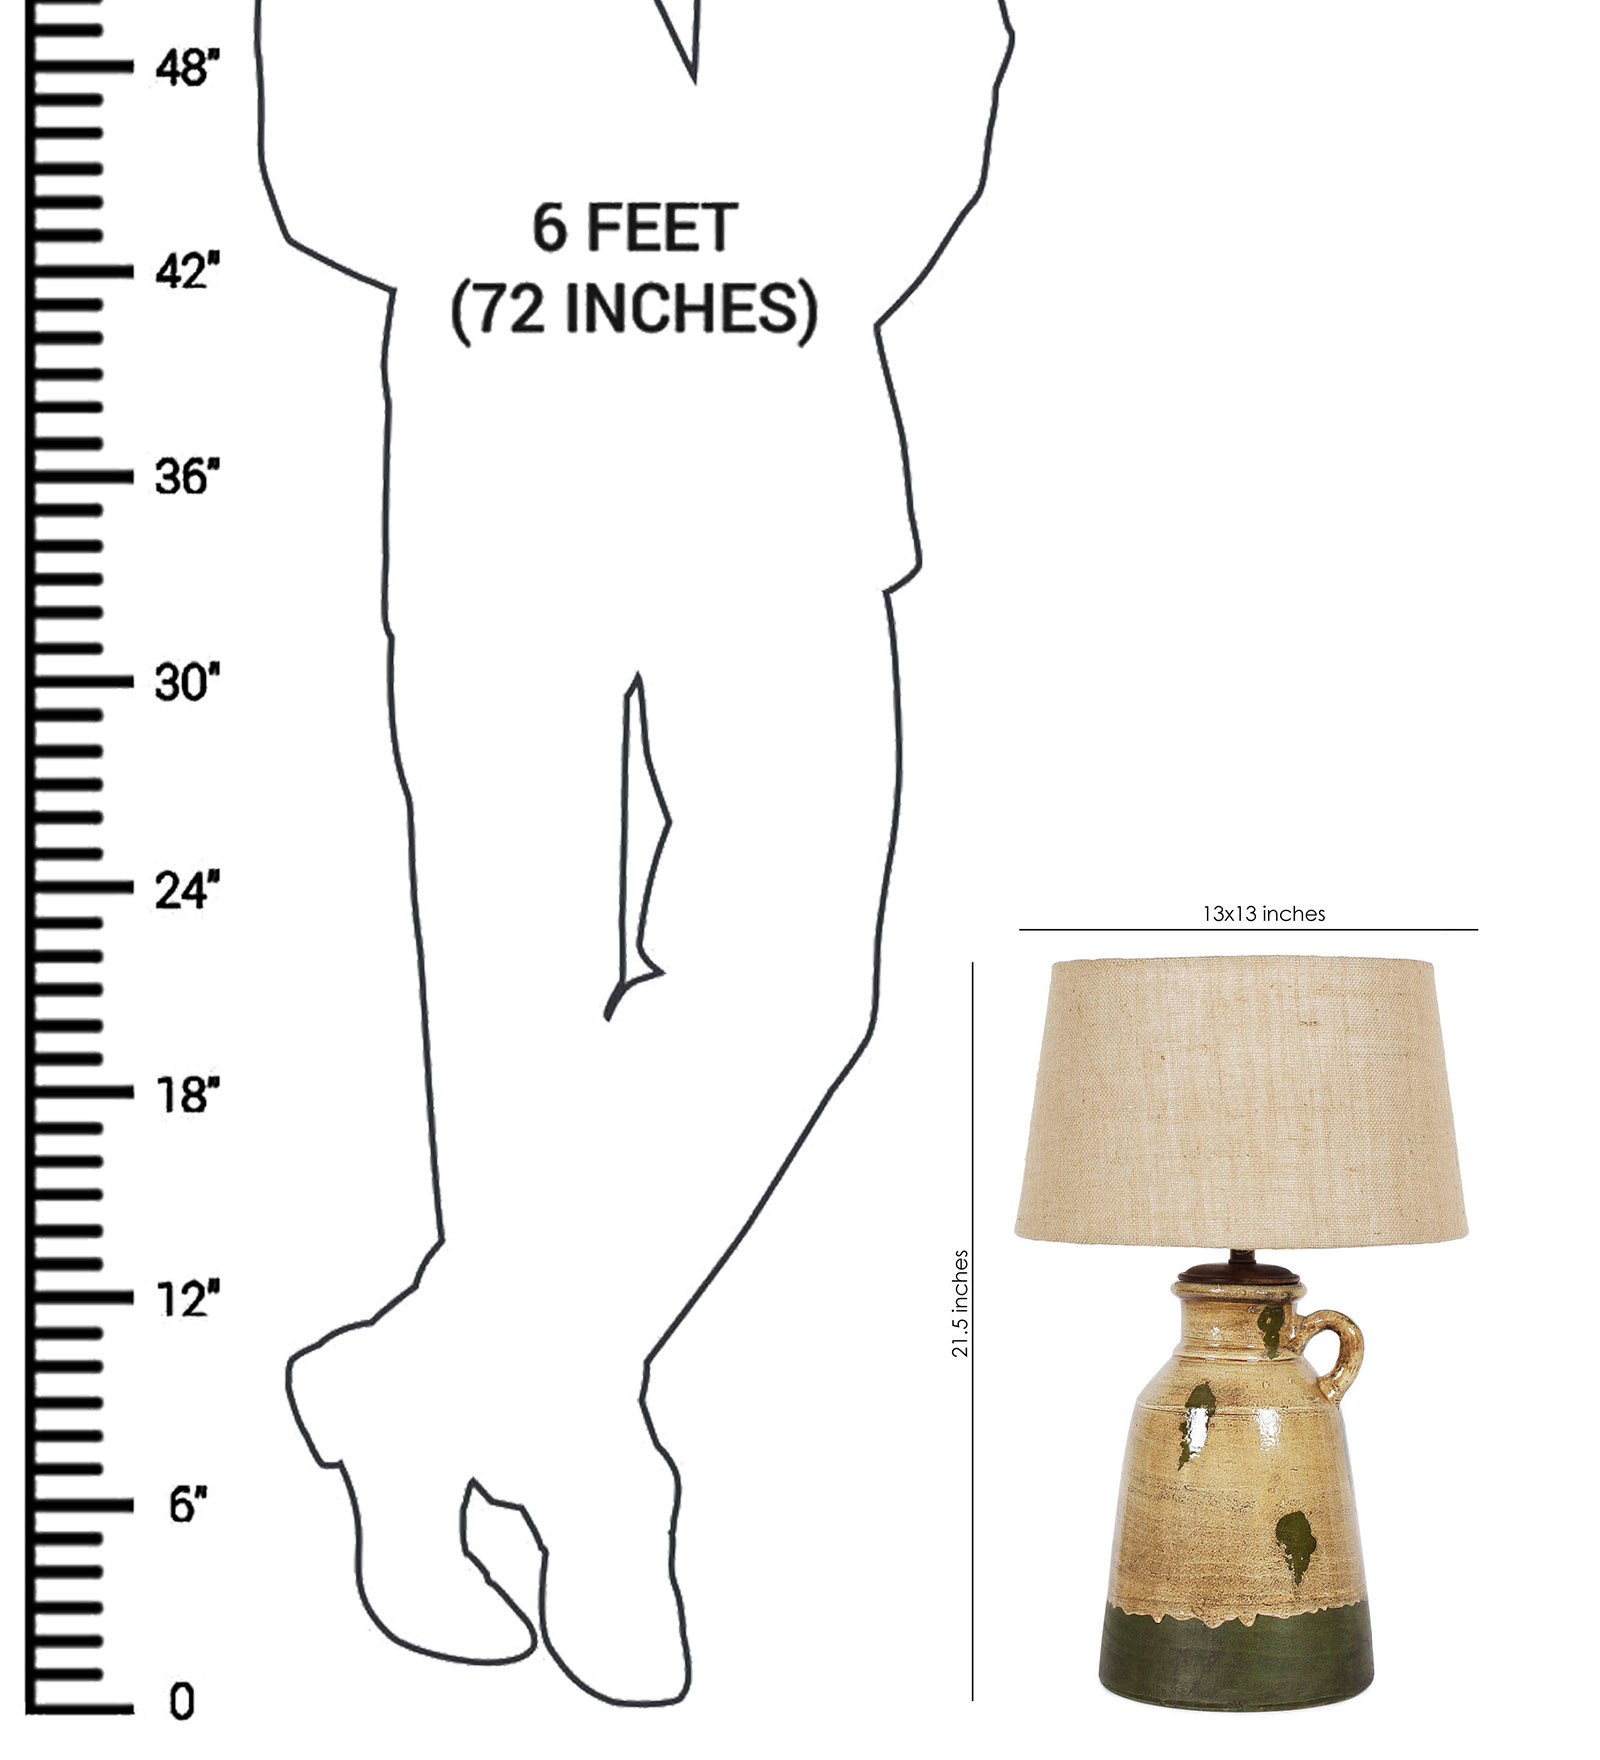 48"
6 FEET
(72 INCHES)
42"
36"
30"
24"
13x13 inches
18"
21.5 inches
12"
6"
0